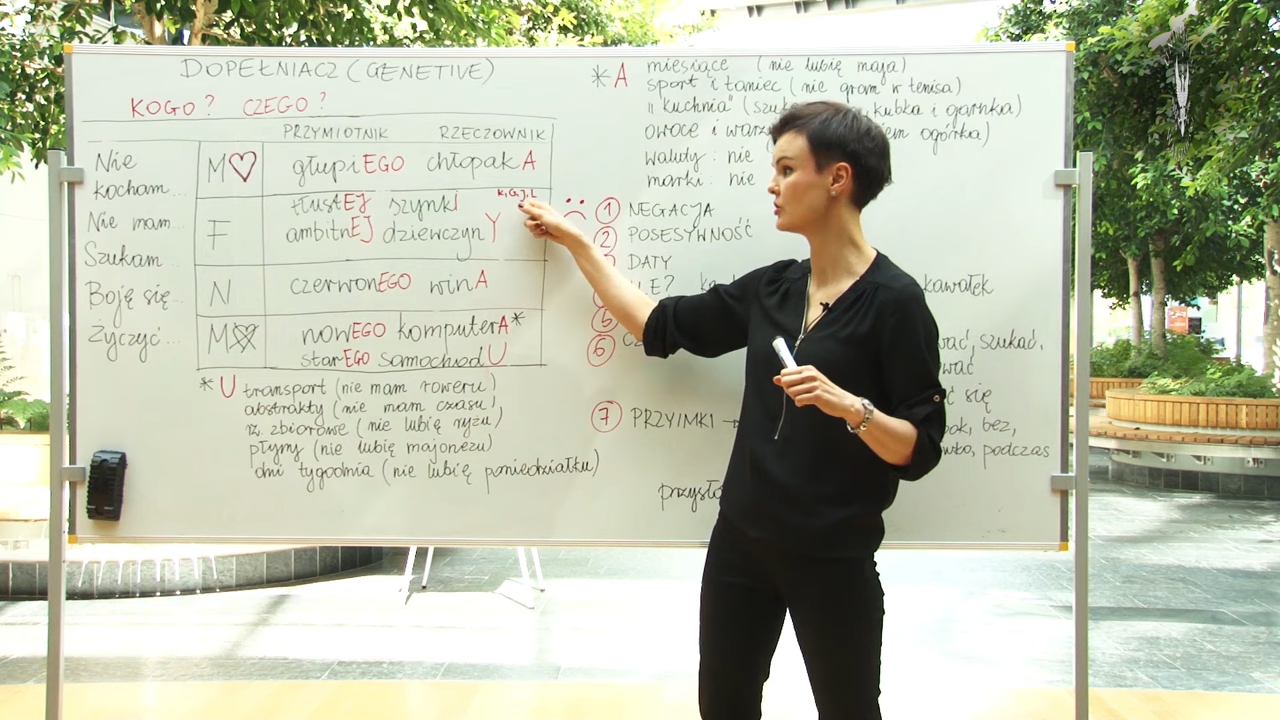 DOPEŁNIACZ (GENETIVE)
KOGO? CZEGO?
PRZYMIOTNIK RZECZOWNIK
Nie kocham...
Nie mam...
Szukam...
Boję się...
Życzyć...
M głupiEGO chłopakA
F tłustEJ szynkI K,G,J,L
ambitnEJ dziewczynY
N czerwonEGO winA
M nowEGO komputerA*
starEGO samochodU
*U transport (nie mam roweru)
abstrakty (nie mam czasu)
rz. zbiorowe (nie lubię ryżu)
płyny (nie lubię majonezu)
dni tygodnia (nie lubię poniedziałku)
*A miesiące (nie lubię maja)
sport i taniec (nie gram w tenisa)
"kuchnia" (kubka i garnka)
owoce i ogórka)
waluty: nie
marki: nie
1 NEGACJA
2 POSESYWNOŚĆ
DATY
kawałek
5
6
szukać,
się
7 PRZYIMKI →
bez,
podczas